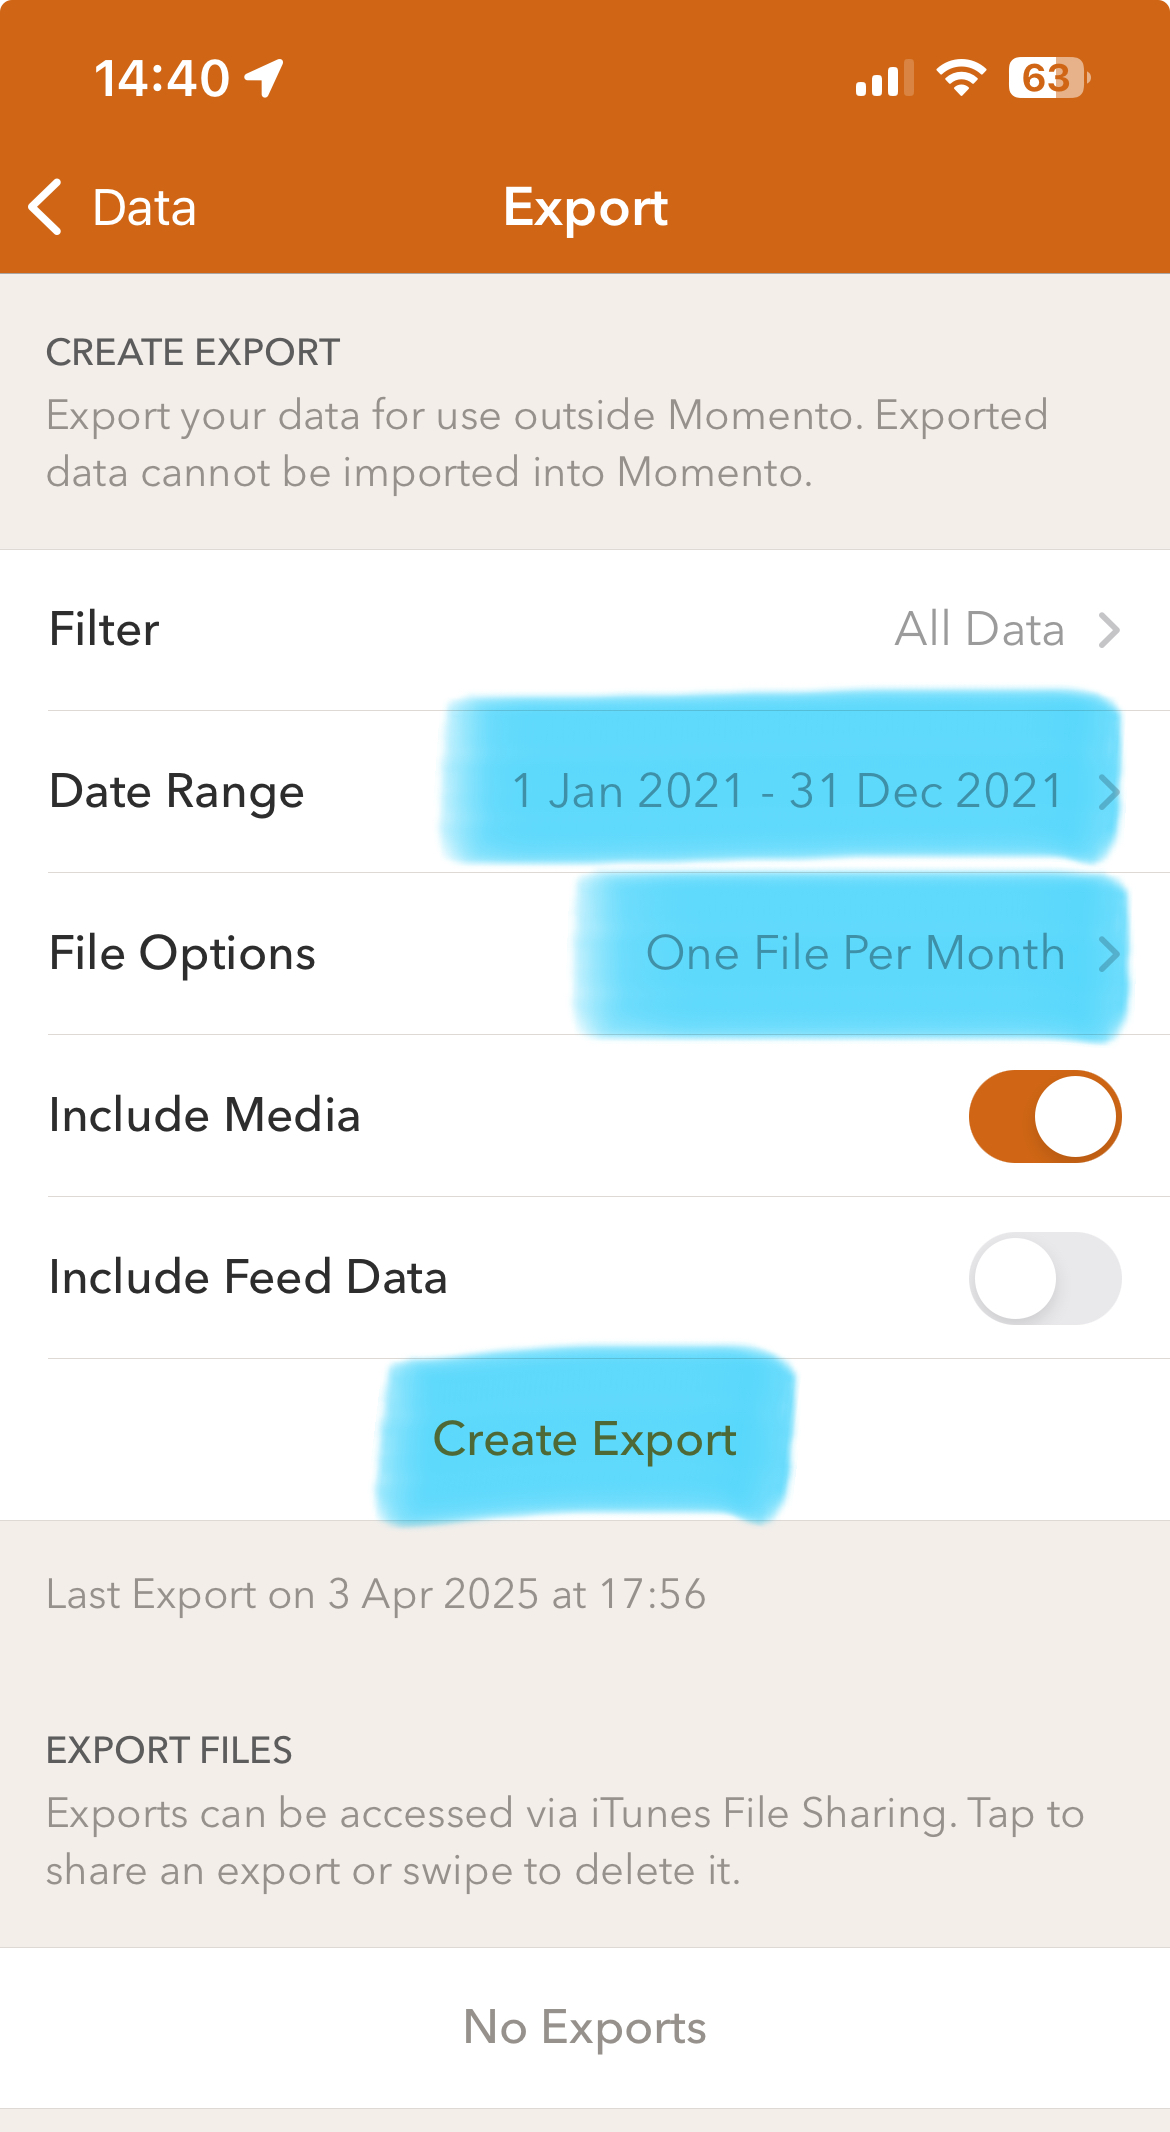 14:40
63
Data
Export
CREATE EXPORT
Export your data for use outside Momento. Exported
data cannot be imported into Momento.
Filter
All Data
Date Range
1 Jan 2021 - 31 Dec 2021
File Options
One File Per Month
Include Media
Include Feed Data
Create Export
Last Export on 3 Apr 2025 at 17:56
EXPORT FILES
Exports can be accessed via iTunes File Sharing. Tap to
share an export or swipe to delete it.
No Exports